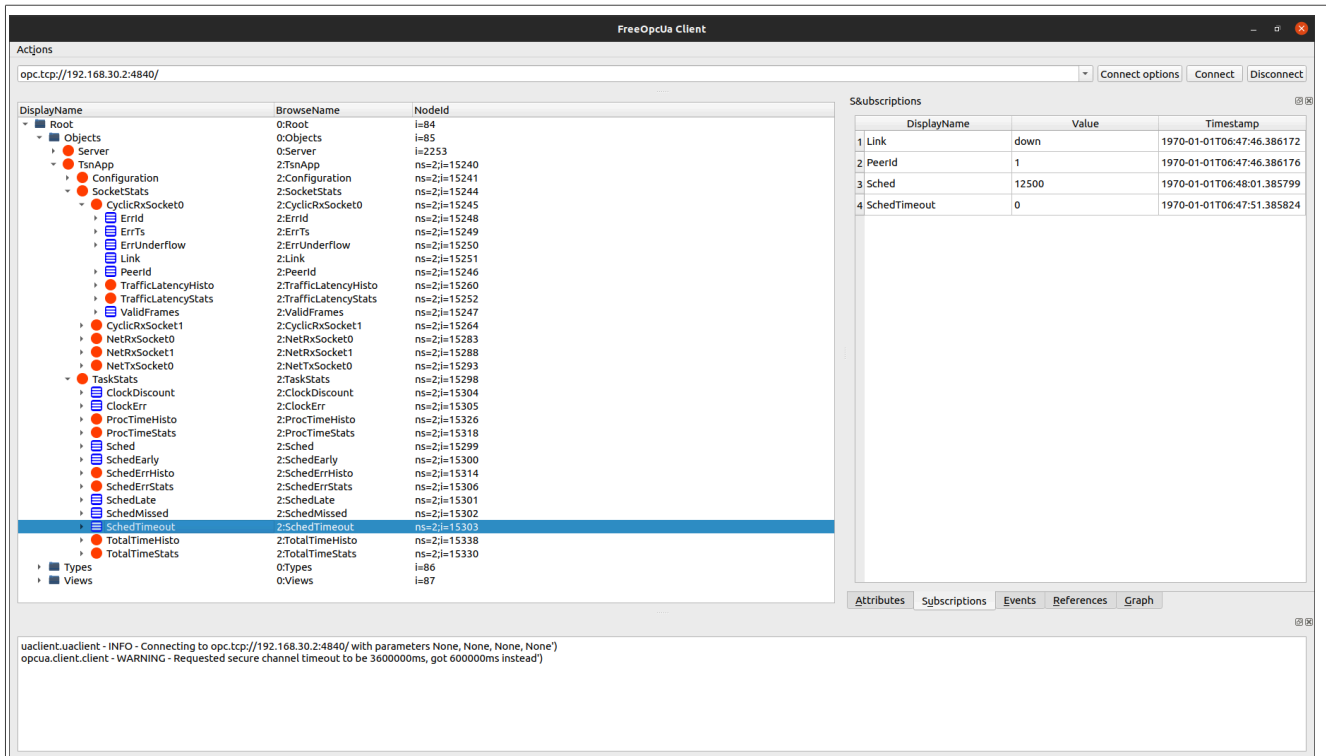 FreeOpcUa Client
Actions
opc.tcp://192.168.30.2:4840/ Connect options Connect Disconnect
DisplayName BrowseName NodeId
Root 0:Root i=84
Objects 0:Objects i=85
Server 0:Server i=2253
TsnApp 2:TsnApp ns=2;i=15240
Configuration 2:Configuration ns=2;i=15241
SocketStats 2:SocketStats ns=2;i=15244
CyclicRxSocket0 2:CyclicRxSocket0 ns=2;i=15245
ErrId 2:ErrId ns=2;i=15248
ErrTs 2:ErrTs ns=2;i=15249
ErrUnderflow 2:ErrUnderflow ns=2;i=15250
Link 2:Link ns=2;i=15251
PeerId 2:PeerId ns=2;i=15246
TrafficLatencyHisto 2:TrafficLatencyHisto ns=2;i=15260
TrafficLatencyStats 2:TrafficLatencyStats ns=2;i=15252
ValidFrames 2:ValidFrames ns=2;i=15247
CyclicRxSocket1 2:CyclicRxSocket1 ns=2;i=15264
NetRxSocket0 2:NetRxSocket0 ns=2;i=15283
NetRxSocket1 2:NetRxSocket1 ns=2;i=15288
NetTxSocket0 2:NetTxSocket0 ns=2;i=15293
TaskStats 2:TaskStats ns=2;i=15298
ClockDiscount 2:ClockDiscount ns=2;i=15304
ClockErr 2:ClockErr ns=2;i=15305
ProcTimeHisto 2:ProcTimeHisto ns=2;i=15326
ProcTimeStats 2:ProcTimeStats ns=2;i=15318
Sched 2:Sched ns=2;i=15299
SchedEarly 2:SchedEarly ns=2;i=15300
SchedErrHisto 2:SchedErrHisto ns=2;i=15314
SchedErrStats 2:SchedErrStats ns=2;i=15306
SchedLate 2:SchedLate ns=2;i=15301
SchedMissed 2:SchedMissed ns=2;i=15302
SchedTimeout 2:SchedTimeout ns=2;i=15303
TotalTimeHisto 2:TotalTimeHisto ns=2;i=15338
TotalTimeStats 2:TotalTimeStats ns=2;i=15330
Types 0:Types i=86
Views 0:Views i=87
S&ubscriptions
DisplayName Value Timestamp
1 Link down 1970-01-01T06:47:46.386172
2 PeerId 1 1970-01-01T06:47:46.386176
3 Sched 12500 1970-01-01T06:48:01.385799
4 SchedTimeout 0 1970-01-01T06:47:51.385824
Attributes Subscriptions Events References Graph
uaclient.uaclient - INFO - Connecting to opc.tcp://192.168.30.2:4840/ with parameters None, None, None, None')
opcua.client.client - WARNING - Requested secure channel timeout to be 3600000ms, got 600000ms instead')